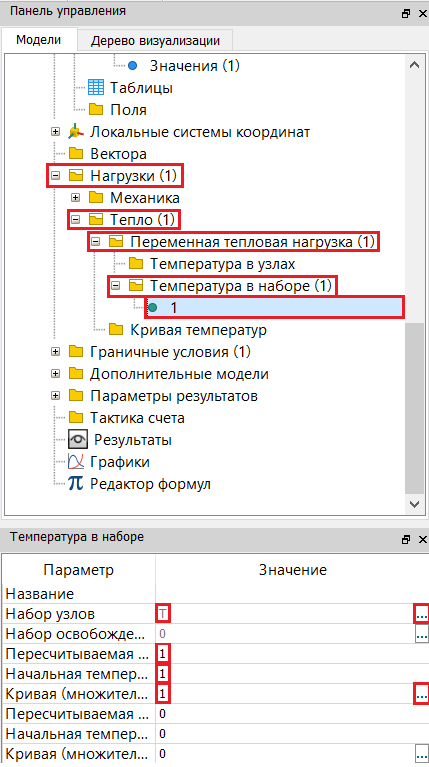 Панель управления
Модели Дерево визуализации
Значения (1)
Таблицы
Поля
Локальные системы координат
Вектора
Нагрузки (1)
Механика
Тепло (1)
Переменная тепловая нагрузка (1)
Температура в узлах
Температура в наборе (1)
1
Кривая температур
Граничные условия (1)
Дополнительные модели
Параметры результатов
Тактика счета
Результаты
Графики
π Редактор формул
Температура в наборе
Параметр Значение
Название
Набор узлов T ...
Набор освобожде... 0 ...
Пересчитываемая ... 1
Начальная темпер... 1
Кривая (множител... 1 ...
Пересчитываемая ... 0
Начальная темпер... 0
Кривая (множител... 0 ...